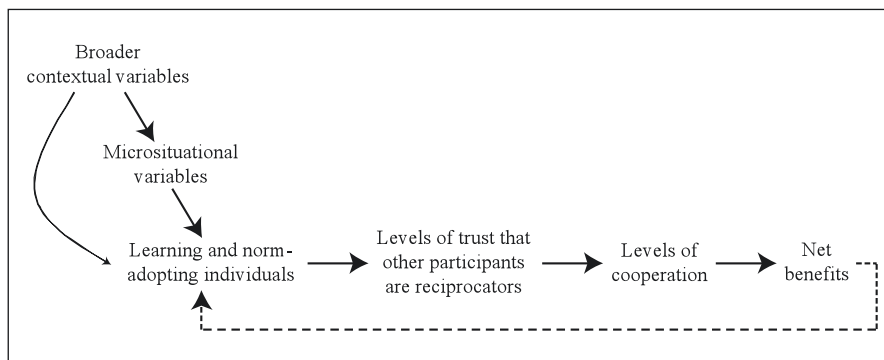 Broader
contextual variables
Microsituational
variables
Learning and norm-
adopting individuals
Levels of trust that
other participants
are reciprocators
Levels of
cooperation
Net
benefits